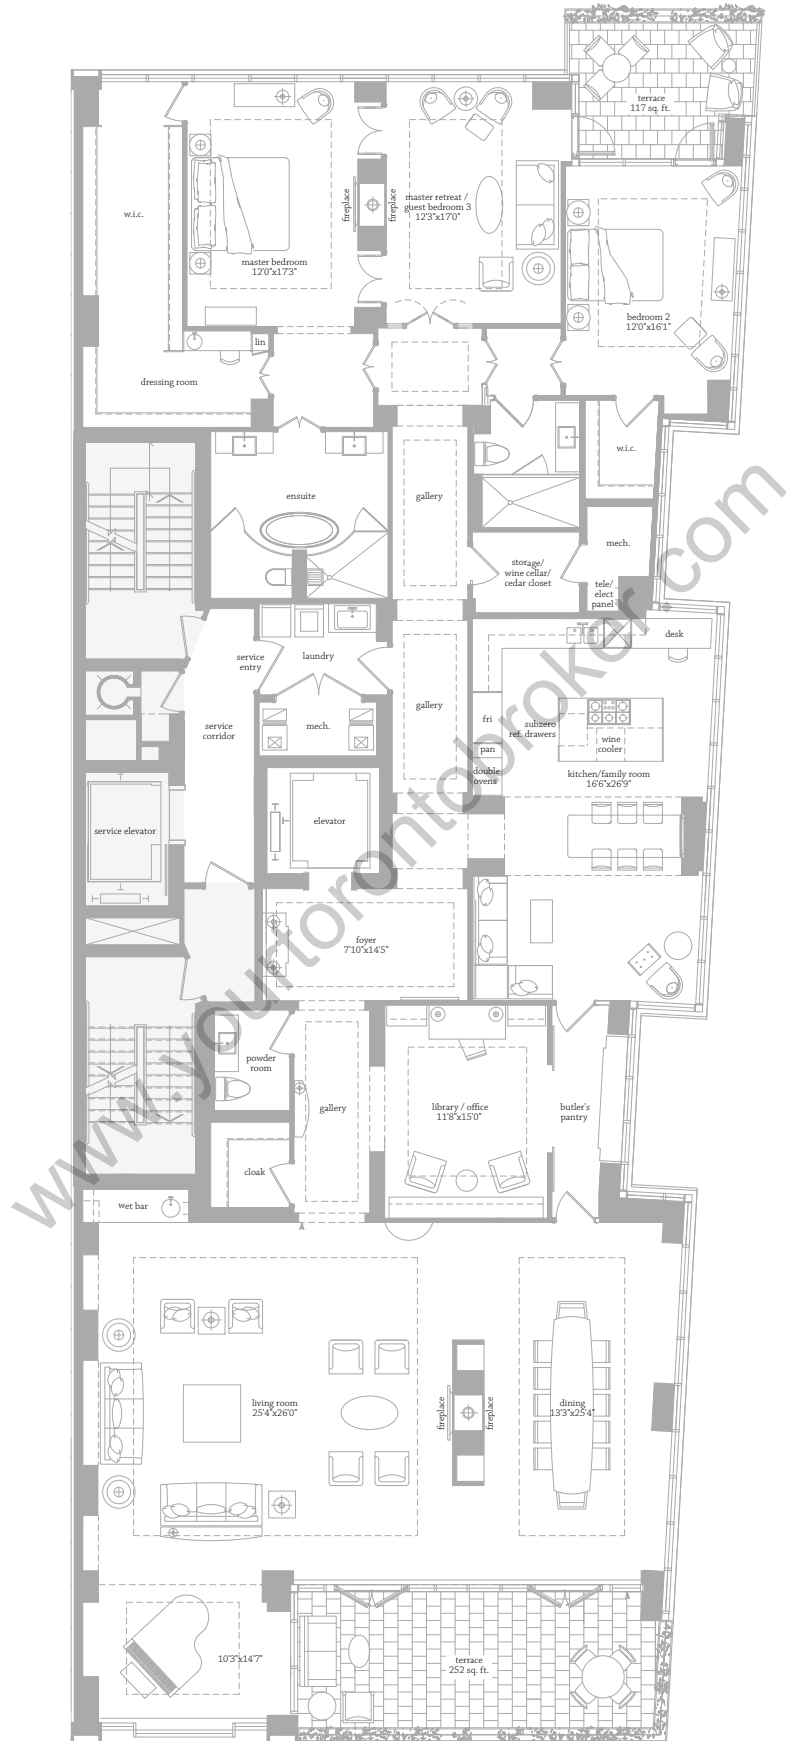 terrace
117 sq. ft.
w.i.c.
fireplace
fireplace
master retreat /
guest bedroom 3
12'3"x17'0"
master bedroom
12'0"x17'3"
bedroom 2
12'0"x16'1"
lin
dressing room
w.i.c.
ensuite
gallery
mech.
storage/
wine cellar/
cedar closet
tele/
elect
panel
desk
service
entry
laundry
gallery
service
corridor
mech.
fri
subzero
ref. drawers
wine
cooler
pan
double
ovens
kitchen/family room
16'6"x26'9"
service elevator
elevator
foyer
7'10"x14'5"
powder
room
gallery
library / office
11'8"x15'0"
butler's
pantry
cloak
wet bar
living room
25'4"x26'0"
fireplace
fireplace
dining
13'3"x25'4"
10'3"x14'7"
terrace
252 sq. ft.
www.yourtorontobroker.com